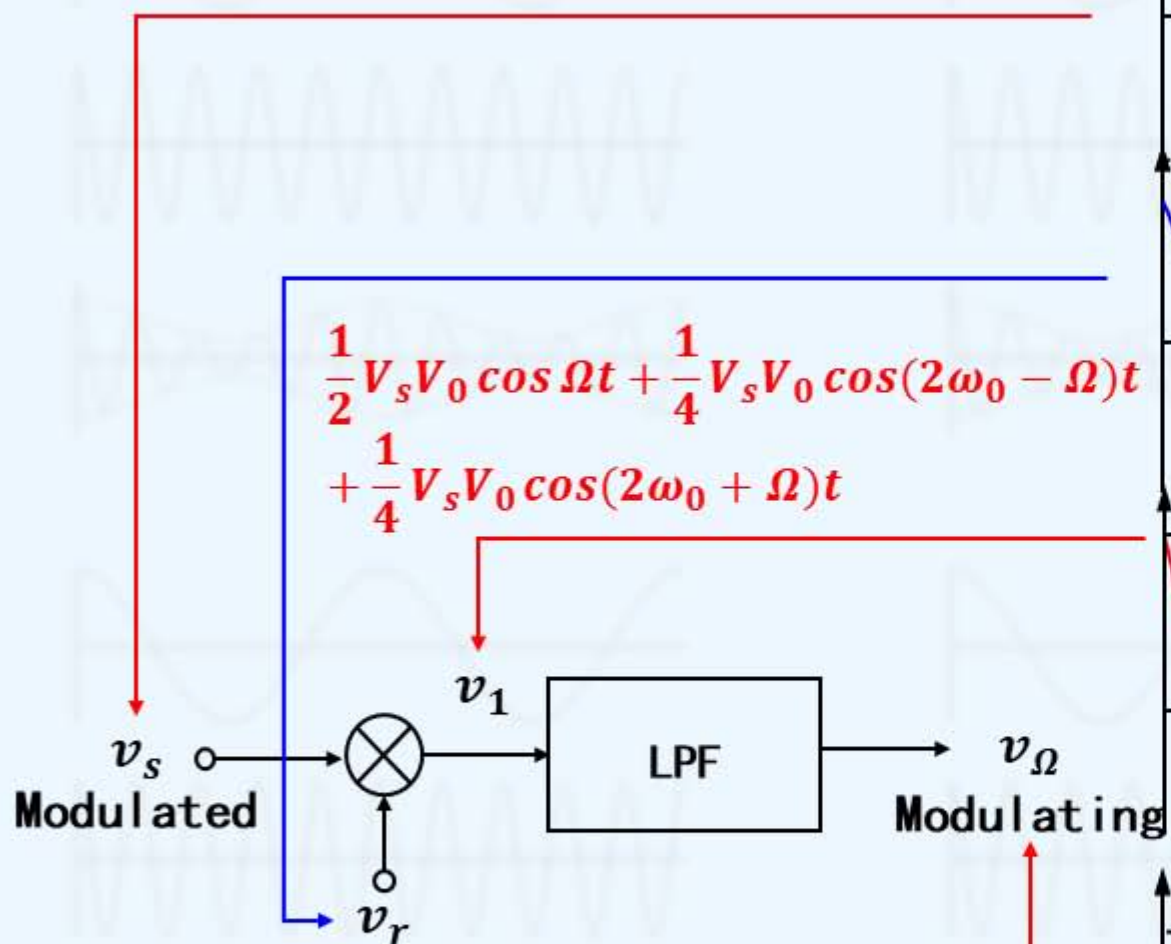 1/2 V_s V_0 cos Ωt + 1/4 V_s V_0 cos(2ω_0 − Ω)t
+ 1/4 V_s V_0 cos(2ω_0 + Ω)t
v_1
v_s
LPF
v_Ω
Modulated
Modulating
v_r